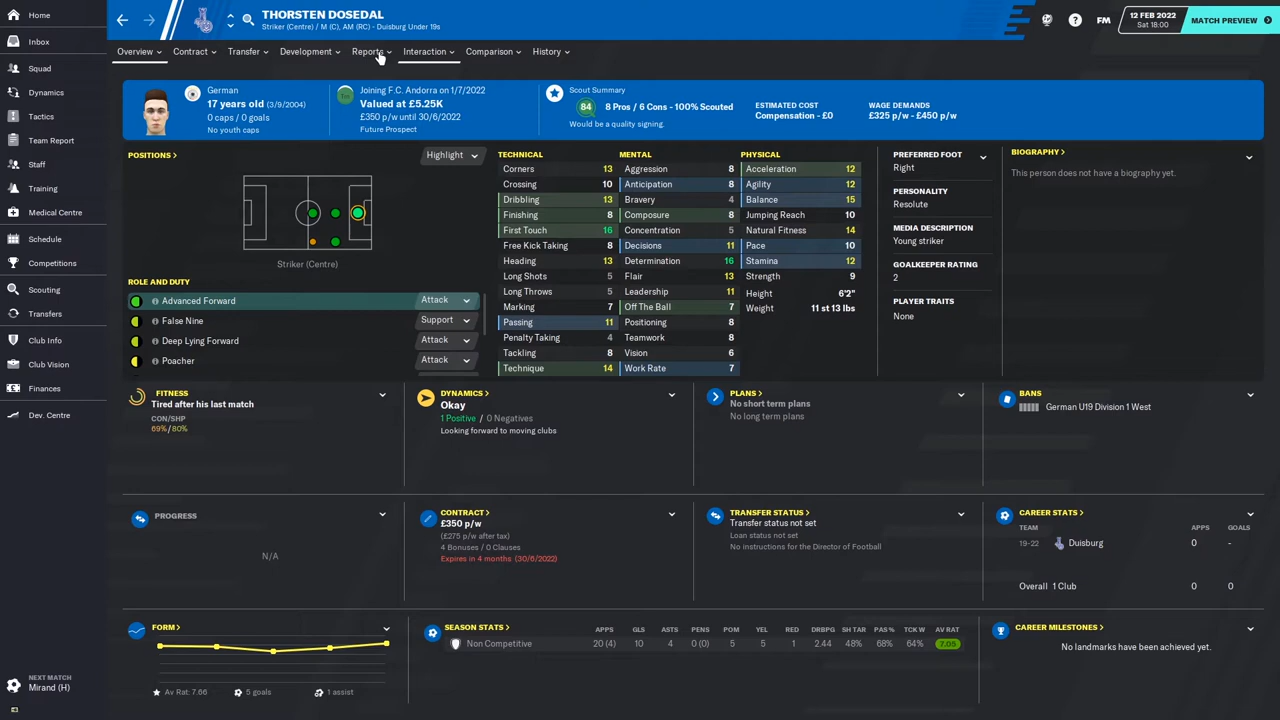 Home
Inbox
Squad
Dynamics
Tactics
Team Report
Staff
Training
Medical Centre
Schedule
Competitions
Scouting
Transfers
Club Info
Club Vision
Finances
Dev. Centre
NEXT MATCH
Mirand (H)
THORSTEN DOSEDAL
Striker (Centre) / M (C), AM (RC) - Duisburg Under 19s
FM
12 FEB 2022
Sat 18:00
MATCH PREVIEW
Overview
Contract
Transfer
Development
Reports
Interaction
Comparison
History
German
17 years old (3/9/2004)
0 caps / 0 goals
No youth caps
Joining F.C. Andorra on 1/7/2022
Valued at £5.25K
£350 p/w until 30/6/2022
Future Prospect
Scout Summary
84
8 Pros / 6 Cons - 100% Scouted
Would be a quality signing.
ESTIMATED COST
Compensation - £0
WAGE DEMANDS
£325 p/w - £450 p/w
POSITIONS
Highlight
Striker (Centre)
ROLE AND DUTY
Advanced Forward Attack
False Nine Support
Deep Lying Forward Attack
Poacher Attack
TECHNICAL
Corners 13
Crossing 10
Dribbling 13
Finishing 8
First Touch 16
Free Kick Taking 8
Heading 13
Long Shots 5
Long Throws 5
Marking 7
Passing 11
Penalty Taking 4
Tackling 8
Technique 14
MENTAL
Aggression 8
Anticipation 8
Bravery 4
Composure 8
Concentration 5
Decisions 11
Determination 16
Flair 13
Leadership 11
Off The Ball 7
Positioning 8
Teamwork 8
Vision 6
Work Rate 7
PHYSICAL
Acceleration 12
Agility 12
Balance 15
Jumping Reach 10
Natural Fitness 14
Pace 10
Stamina 12
Strength 9
Height 6'2"
Weight 11 st 13 lbs
PREFERRED FOOT
Right
PERSONALITY
Resolute
MEDIA DESCRIPTION
Young striker
GOALKEEPER RATING
2
PLAYER TRAITS
None
BIOGRAPHY
This person does not have a biography yet.
FITNESS
Tired after his last match
CON/SHP
69%/80%
DYNAMICS
Okay
1 Positive / 0 Negatives
Looking forward to moving clubs
PLANS
No short term plans
No long term plans
BANS
German U19 Division 1 West
PROGRESS
N/A
CONTRACT
£350 p/w
(£275 p/w after tax)
4 Bonuses / 0 Clauses
Expires in 4 months (30/6/2022)
TRANSFER STATUS
Transfer status not set
Loan status not set
No instructions for the Director of Football
CAREER STATS
TEAM APPS GOALS
19-22 Duisburg 0 -
Overall 1 Club 0 0
FORM
Av Rat: 7.66 5 goals 1 assist
SEASON STATS APPS GLS ASTS PENS POM YEL RED DRBPG SH TAR PAS % TCK W AV RAT
Non Competitive 20 (4) 10 4 0 (0) 5 5 1 2.44 48% 68% 64% 7.05
CAREER MILESTONES
No landmarks have been achieved yet.